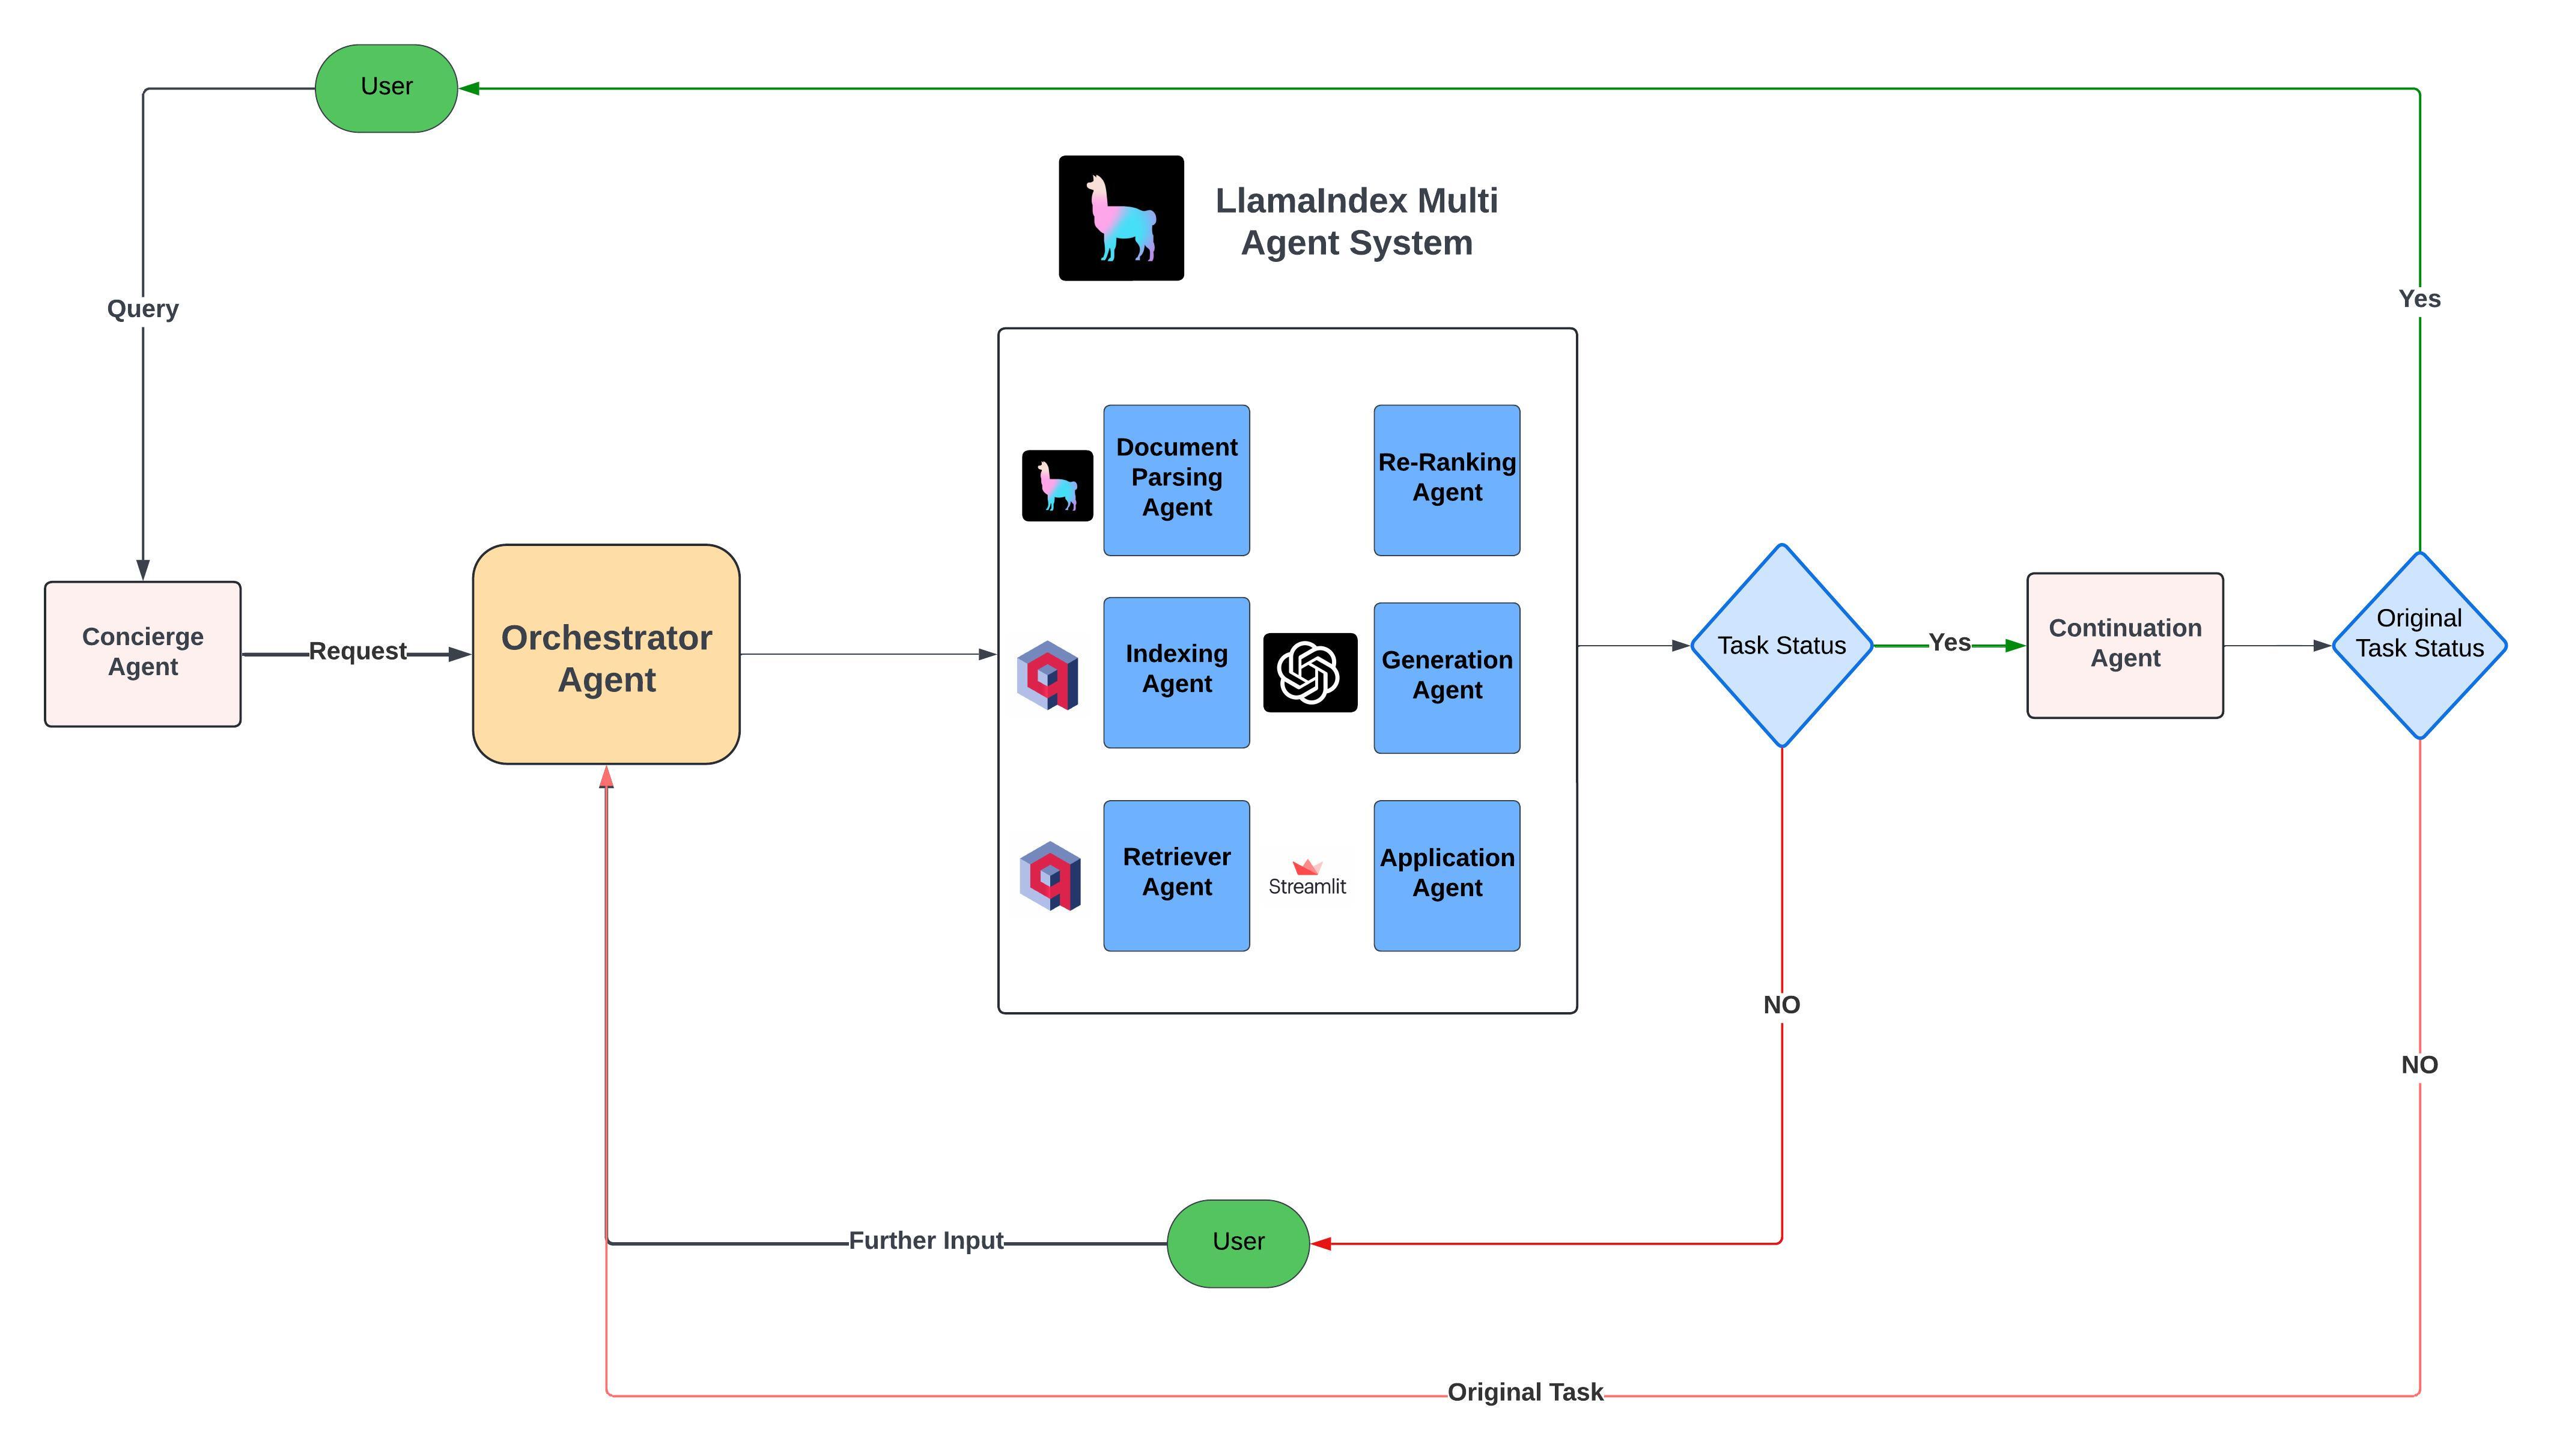 User
LlamaIndex Multi
Agent System
Query
Yes
Document
Parsing
Agent
Re-Ranking
Agent
Concierge
Agent
Request
Orchestrator
Agent
Indexing
Agent
Generation
Agent
Task Status
Yes
Continuation
Agent
Original
Task Status
Retriever
Agent
Streamlit
Application
Agent
NO
NO
Further Input
User
Original Task